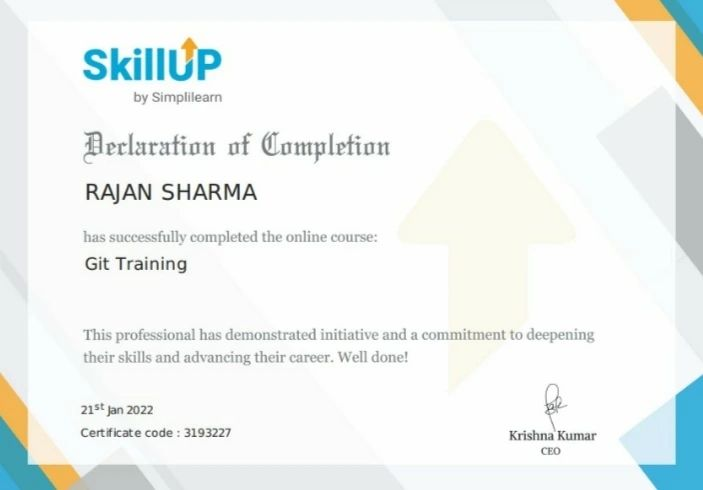 SkillUP
by Simplilearn
Declaration of Completion
RAJAN SHARMA
has successfully completed the online course:
Git Training
This professional has demonstrated initiative and a commitment to deepening
their skills and advancing their career. Well done!
21st Jan 2022
Certificate code : 3193227
Krishna Kumar
CEO